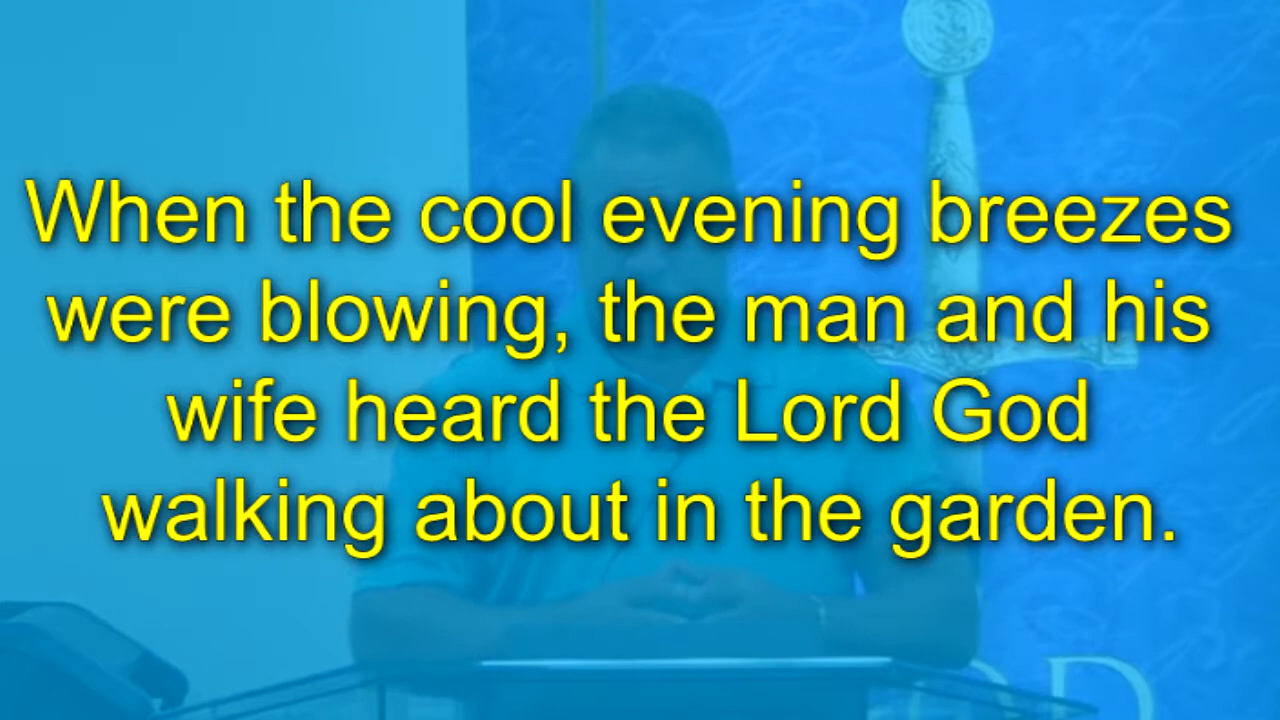 When the cool evening breezes
were blowing, the man and his
wife heard the Lord God
walking about in the garden.